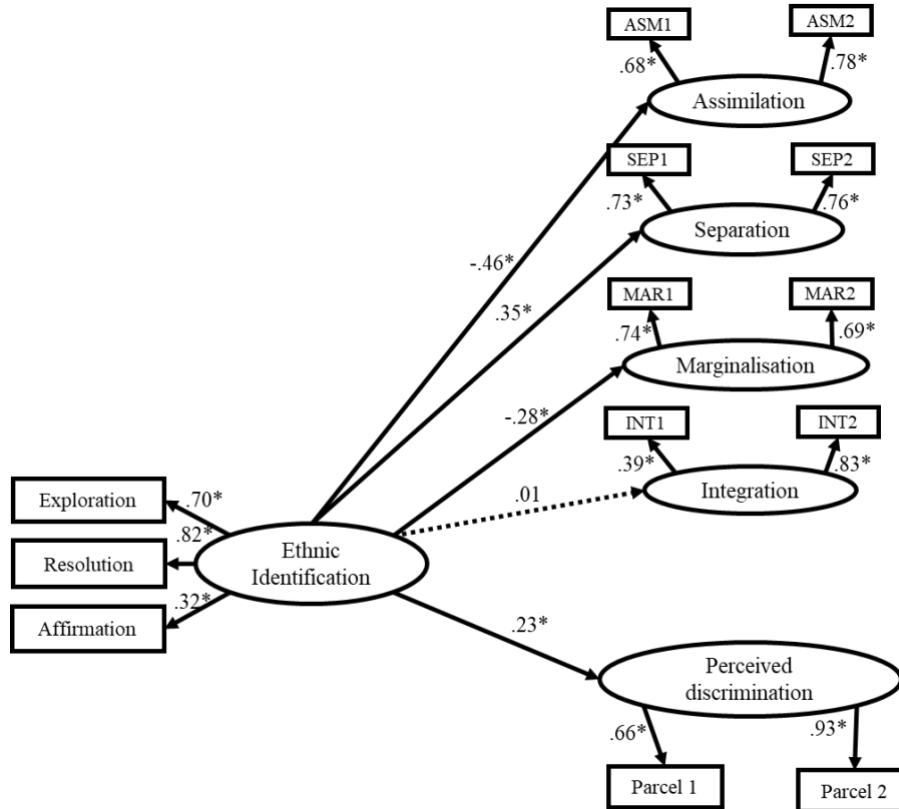 ASM1
ASM2
.68*
.78*
Assimilation
SEP1
SEP2
.73*
.76*
Separation
-.46*
.35*
MAR1
MAR2
.74*
.69*
Marginalisation
-.28*
INT1
INT2
.39*
.83*
Integration
.01
Exploration
.70*
Resolution
.82*
Affirmation
.32*
Ethnic
Identification
.23*
Perceived
discrimination
.66*
.93*
Parcel 1
Parcel 2